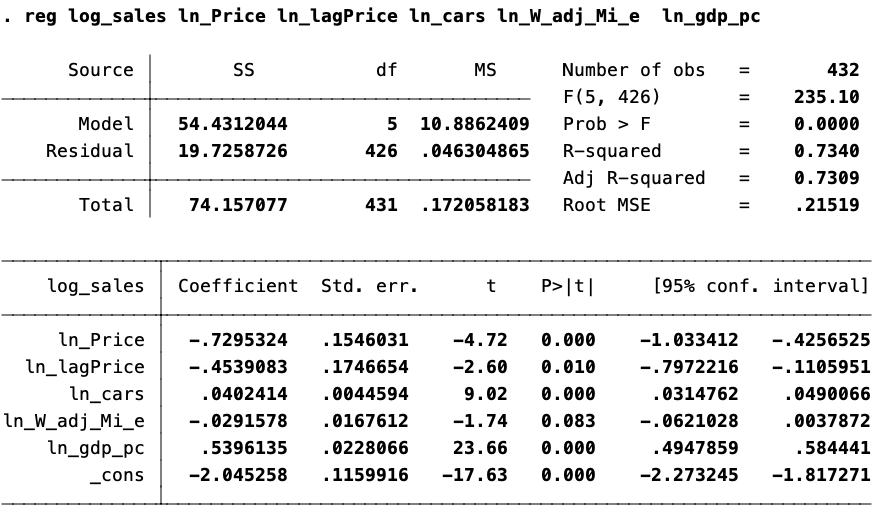 . reg log_sales ln_Price ln_lagPrice ln_cars ln_W_adj_Mi_e  ln_gdp_pc
Source | SS df MS Number of obs = 432
F(5, 426) = 235.10
Model | 54.4312044 5 10.8862409 Prob > F = 0.0000
Residual | 19.7258726 426 .046304865 R-squared = 0.7340
Adj R-squared = 0.7309
Total | 74.157077 431 .172058183 Root MSE = .21519
log_sales | Coefficient Std. err. t P>|t| [95% conf. interval]
ln_Price | -.7295324 .1546031 -4.72 0.000 -1.033412 -.4256525
ln_lagPrice | -.4539083 .1746654 -2.60 0.010 -.7972216 -.1105951
ln_cars | .0402414 .0044594 9.02 0.000 .0314762 .0490066
ln_W_adj_Mi_e | -.0291578 .0167612 -1.74 0.083 -.0621028 .0037872
ln_gdp_pc | .5396135 .0228066 23.66 0.000 .4947859 .584441
_cons | -2.045258 .1159916 -17.63 0.000 -2.273245 -1.817271